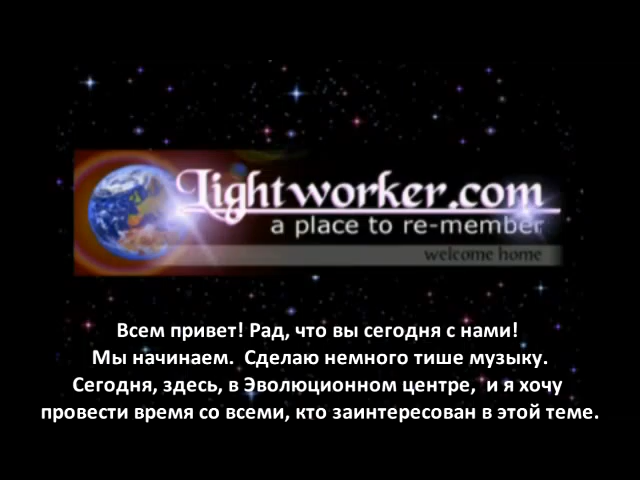 Lightworker.com
a place to re-member
welcome home
Всем привет! Рад, что вы сегодня с нами!
Мы начинаем. Сделаю немного тише музыку.
Сегодня, здесь, в Эволюционном центре, и я хочу
провести время со всеми, кто заинтересован в этой теме.